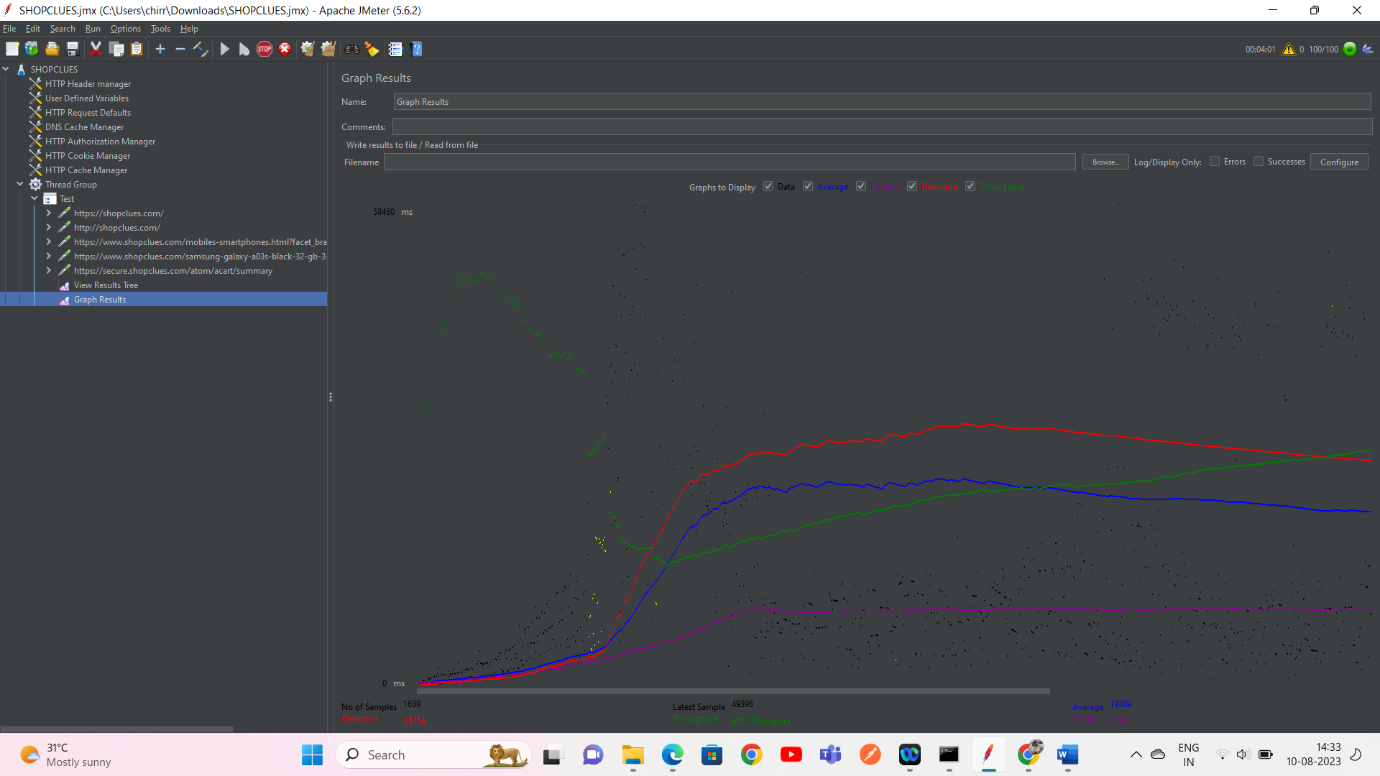 SHOPCLUES.jmx (C:\Users\chirr\Downloads\SHOPCLUES.jmx) - Apache JMeter (5.6.2)
File Edit Search Run Options Tools Help
STOP 00:04:01 0 100/100
SHOPCLUES
HTTP Header manager
User Defined Variables
HTTP Request Defaults
DNS Cache Manager
HTTP Authorization Manager
HTTP Cookie Manager
HTTP Cache Manager
Thread Group
Test
https://shopclues.com/
http://shopclues.com/
https://www.shopclues.com/mobiles-smartphones.html?facet_bra
https://www.shopclues.com/samsung-galaxy-a03s-black-32-gb-3-
https://secure.shopclues.com/atom/acart/summary
View Results Tree
Graph Results
Graph Results
Name: Graph Results
Comments:
Write results to file / Read from file
Filename Browse... Log/Display Only: Errors Successes Configure
Graphs to Display Data Average Deviation Throughput
58460 ms
0 ms
No of Samples 1639 Latest Sample 49396 Average
Deviation Throughput
31°C
Mostly sunny
Search
ENG
IN
14:33
10-08-2023